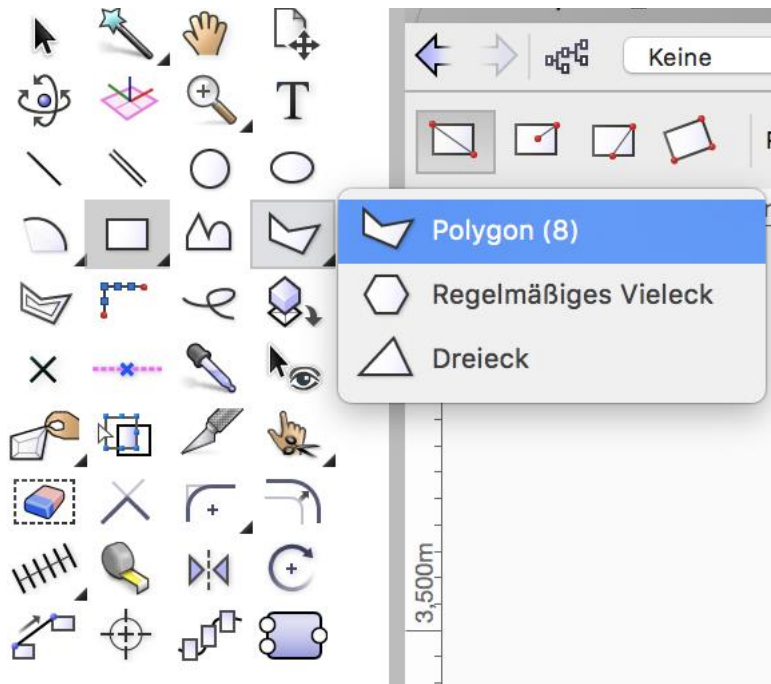 Keine
T
Polygon (8)
Regelmäßiges Vieleck
Dreieck
3,500m